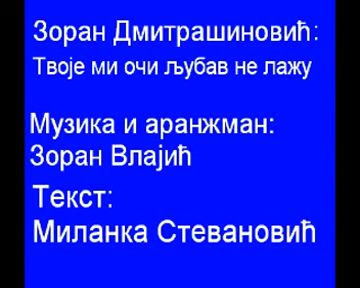 Зоран Дмитрашиновић:
Твоје ми очи љубав не лажу
Музика и аранжман:
Зоран Влајић
Текст:
Миланка Стевановић